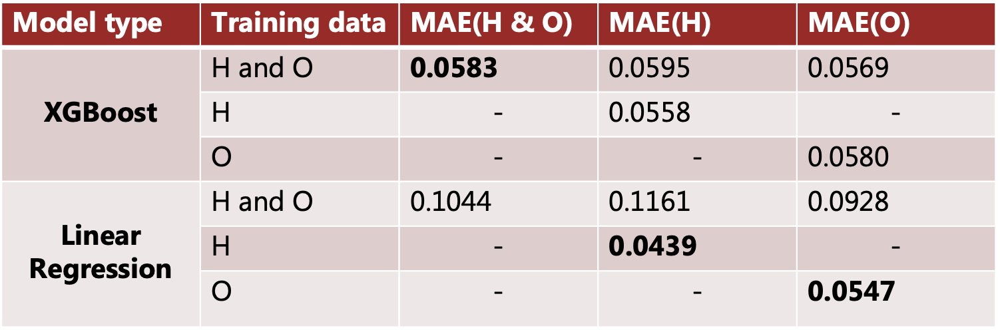 Model type Training data MAE(H & O) MAE(H) MAE(O)
XGBoost H and O 0.0583 0.0595 0.0569
H - 0.0558 -
O - - 0.0580
Linear Regression H and O 0.1044 0.1161 0.0928
H - 0.0439 -
O - - 0.0547